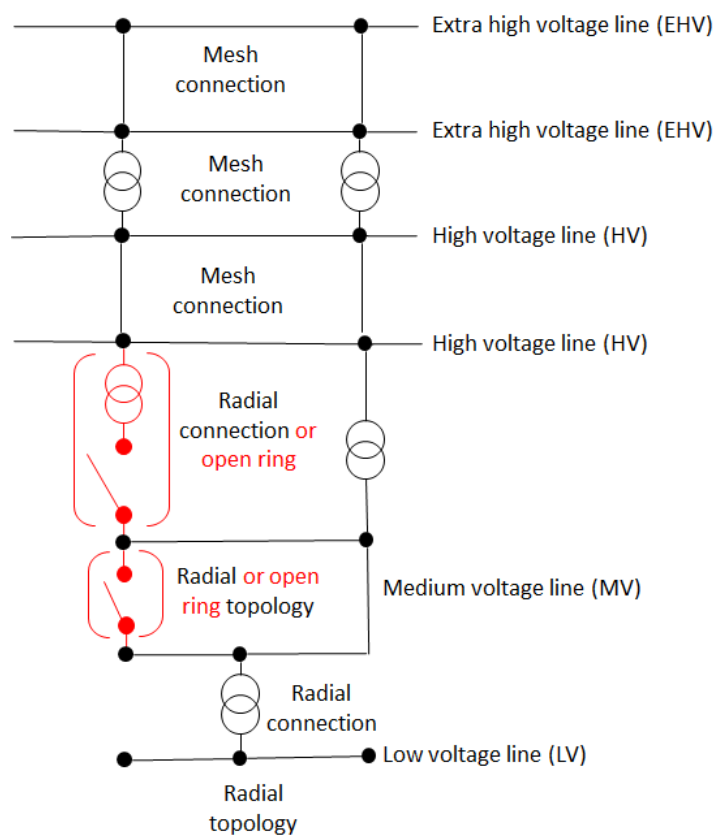 Extra high voltage line (EHV)
Mesh
connection
Extra high voltage line (EHV)
Mesh
connection
High voltage line (HV)
Mesh
connection
High voltage line (HV)
Radial
connection or
open ring
Radial or open
ring topology
Medium voltage line (MV)
Radial
connection
Low voltage line (LV)
Radial
topology